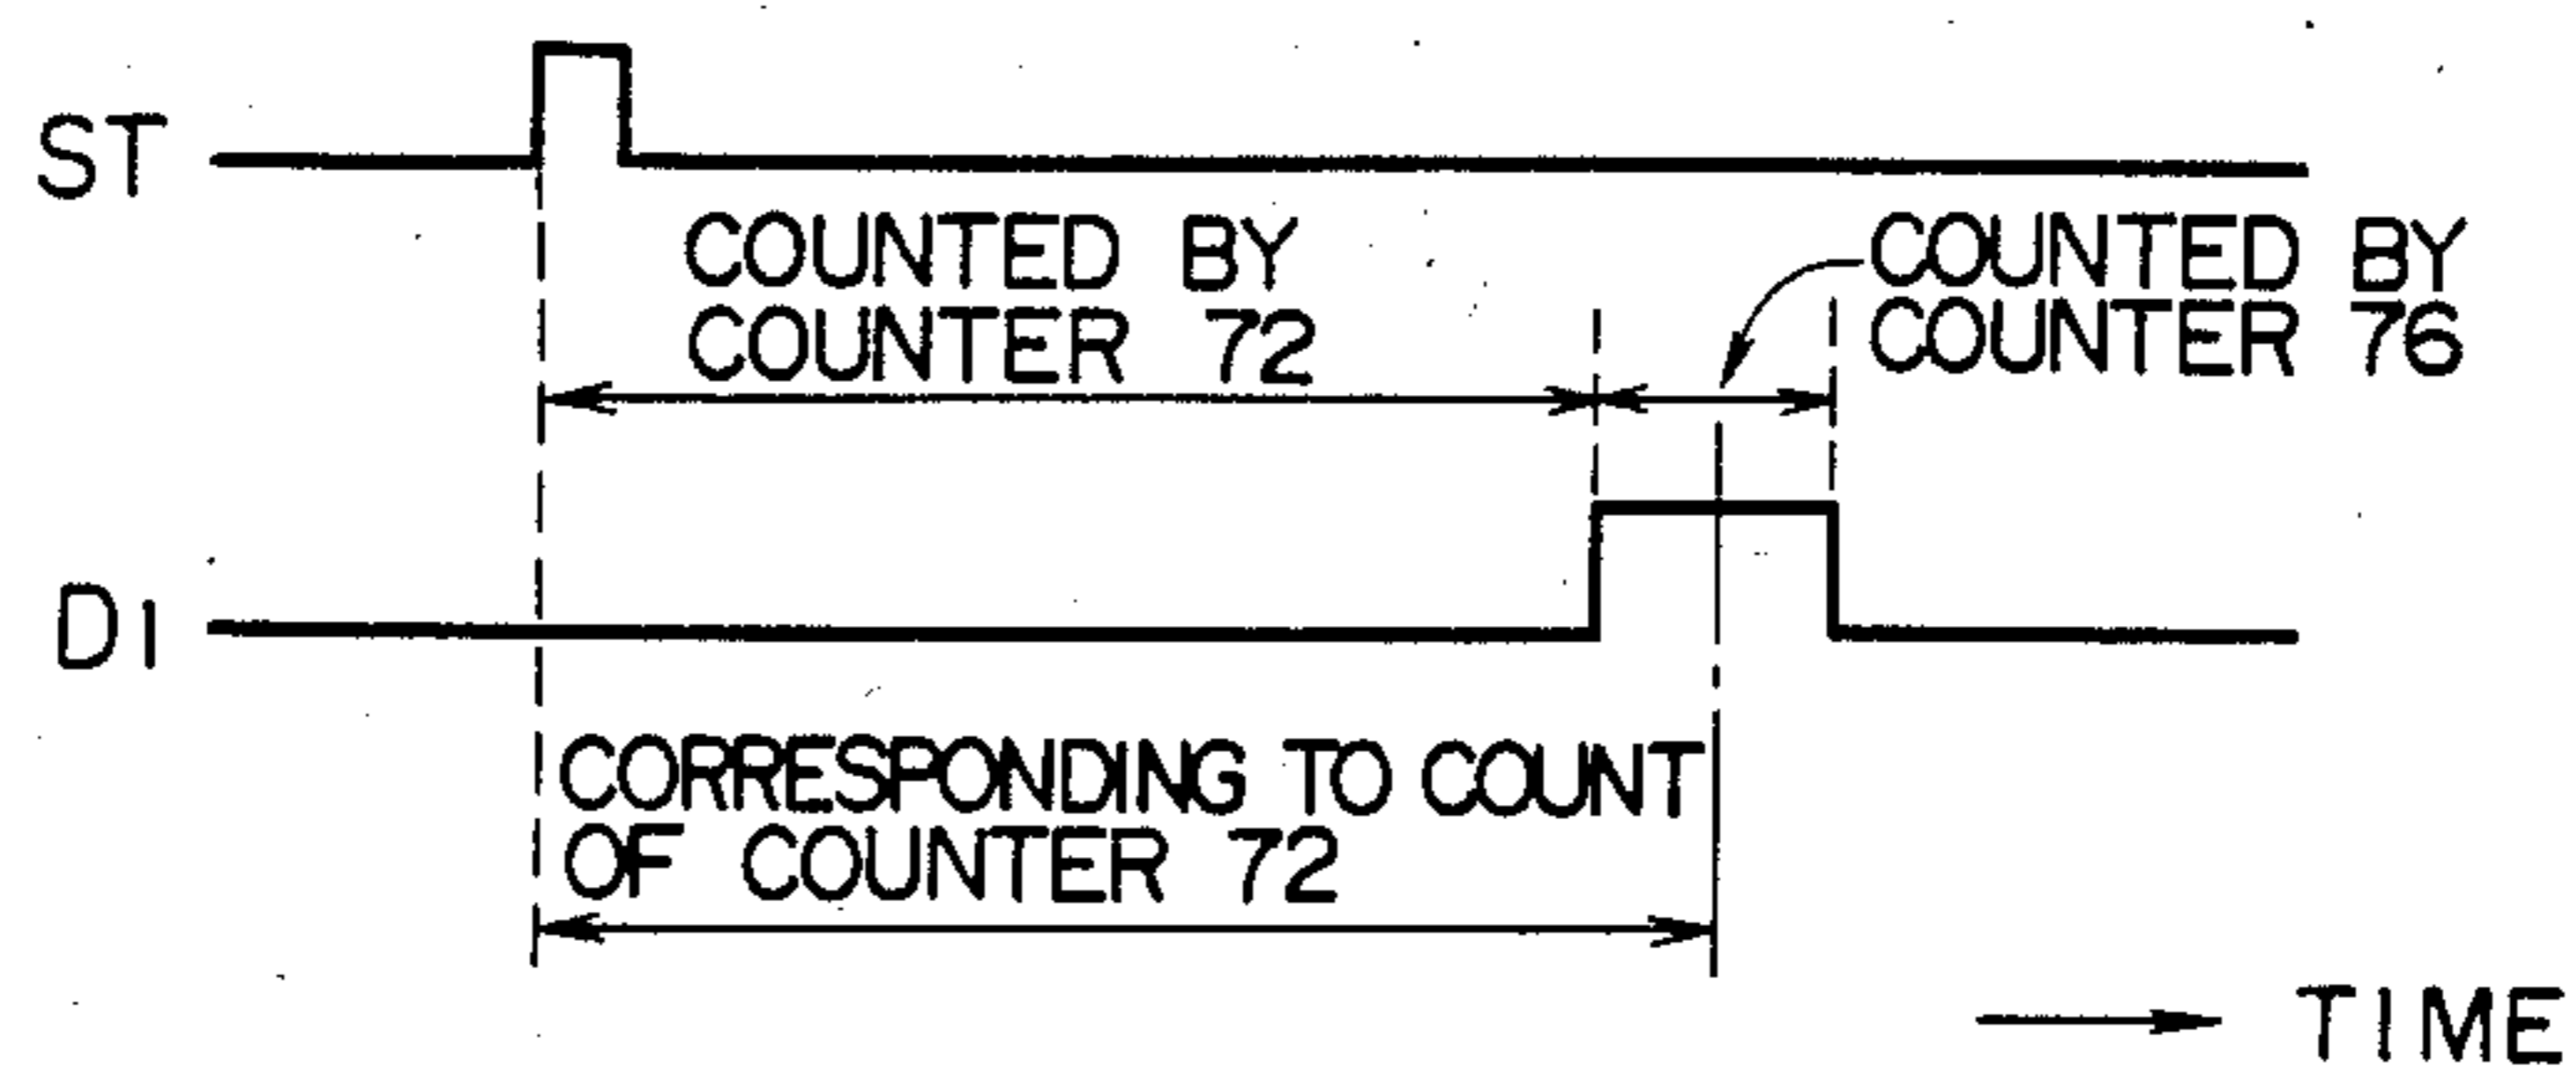 ST
COUNTED BY
COUNTER 72
COUNTED BY
COUNTER 76
D1
CORRESPONDING TO COUNT
OF COUNTER 72
TIME